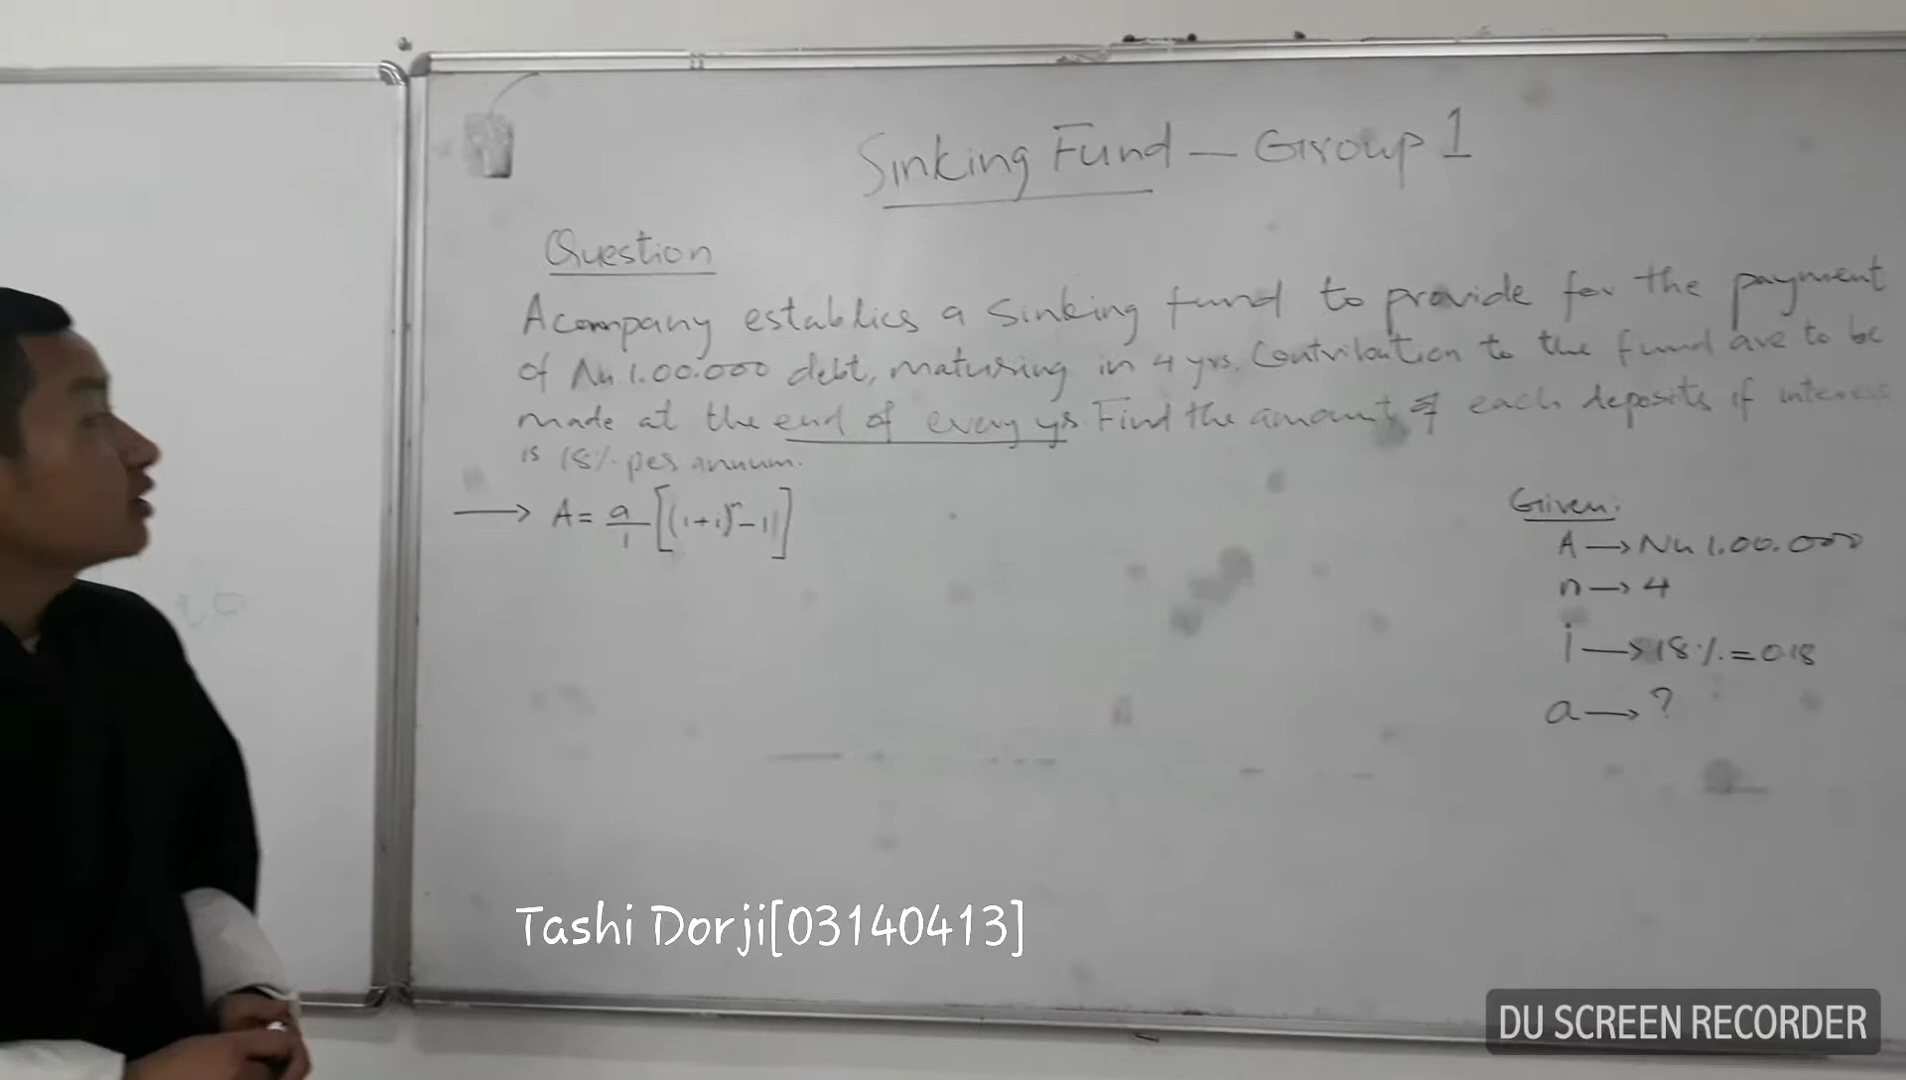 Sinking Fund — Group 1
Question
A company establics a sinking fund to provide for the payment
of Nu 1.00.000 debt, maturing in 4 yrs. Contribution to the fund are to be
made at the end of every yr. Find the amount of each deposits if interest
is 18% per annum.
→ A = a/i [(1+i)^n - 1]
Given:
A → Nu 1.00.000
n → 4
i → 18% = 0.18
a → ?
Tashi Dorji[03140413]
DU SCREEN RECORDER